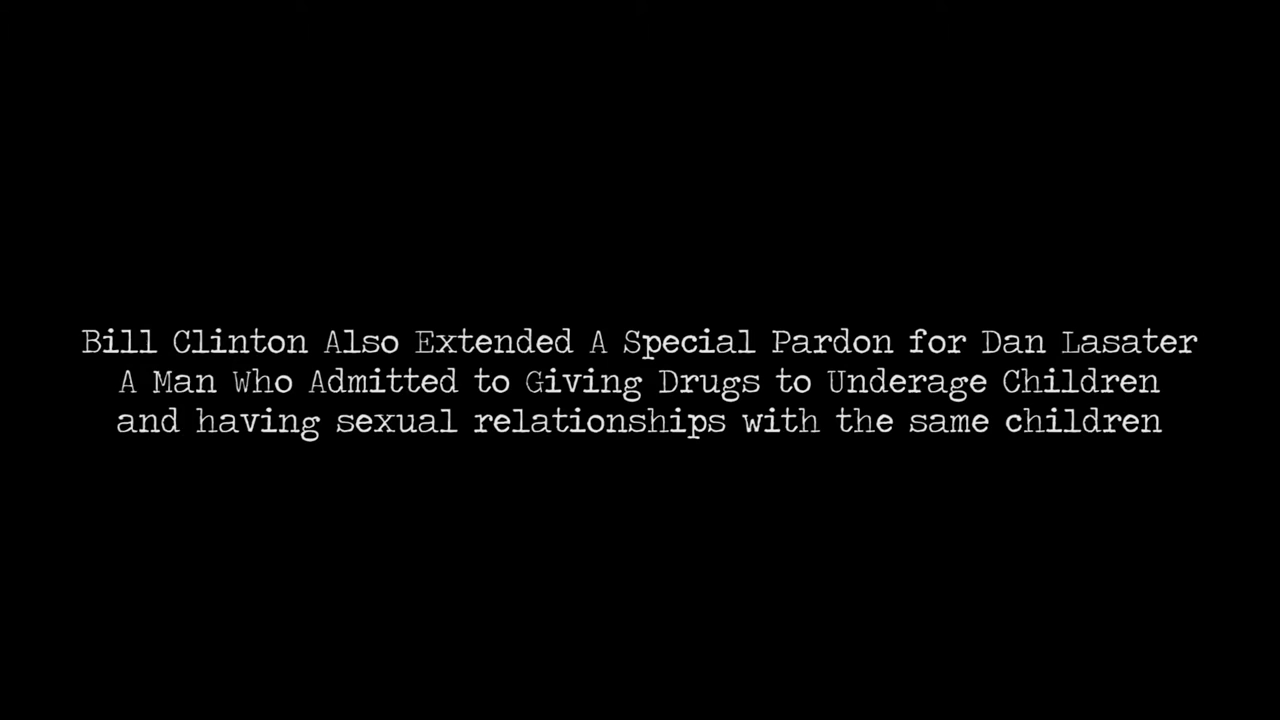 Bill Clinton Also Extended A Special Pardon for Dan Lasater
A Man Who Admitted to Giving Drugs to Underage Children
and having sexual relationships with the same children